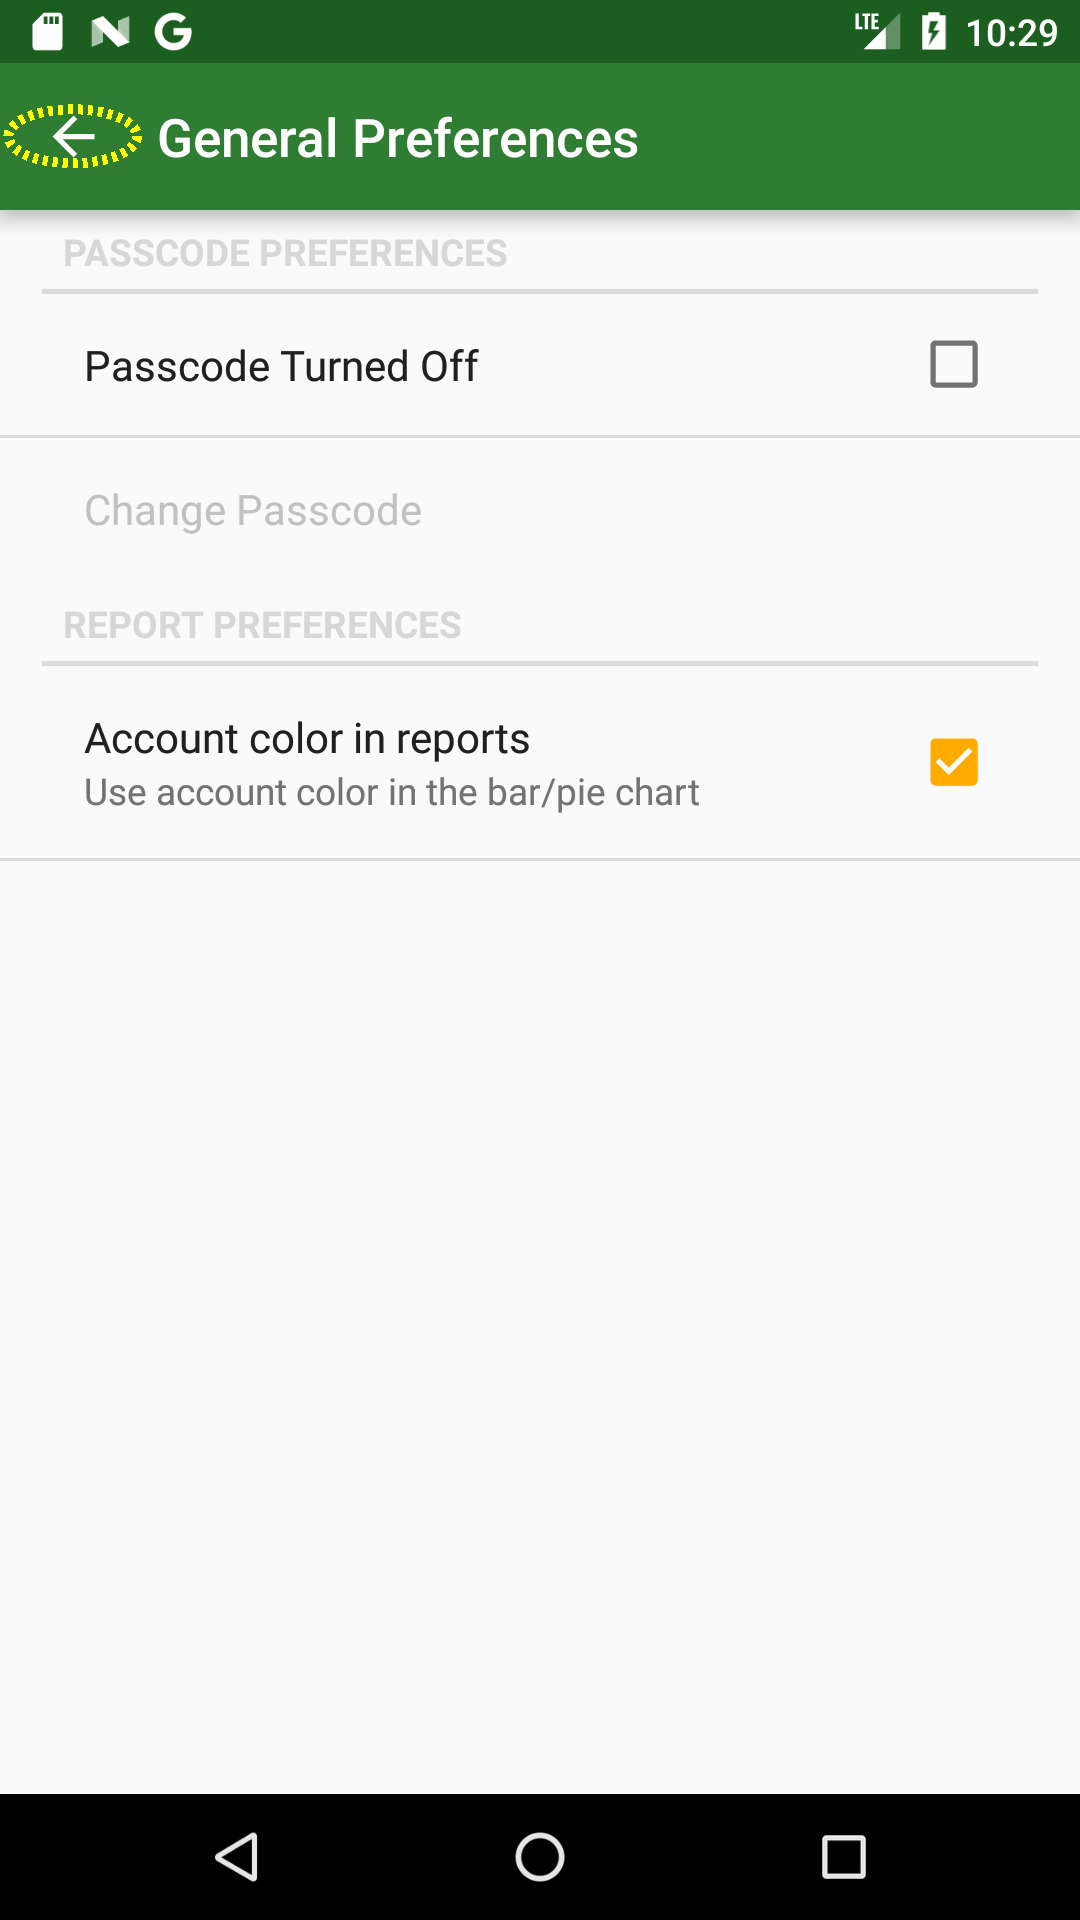 LTE 10:29
General Preferences
PASSCODE PREFERENCES
Passcode Turned Off
Change Passcode
REPORT PREFERENCES
Account color in reports
Use account color in the bar/pie chart